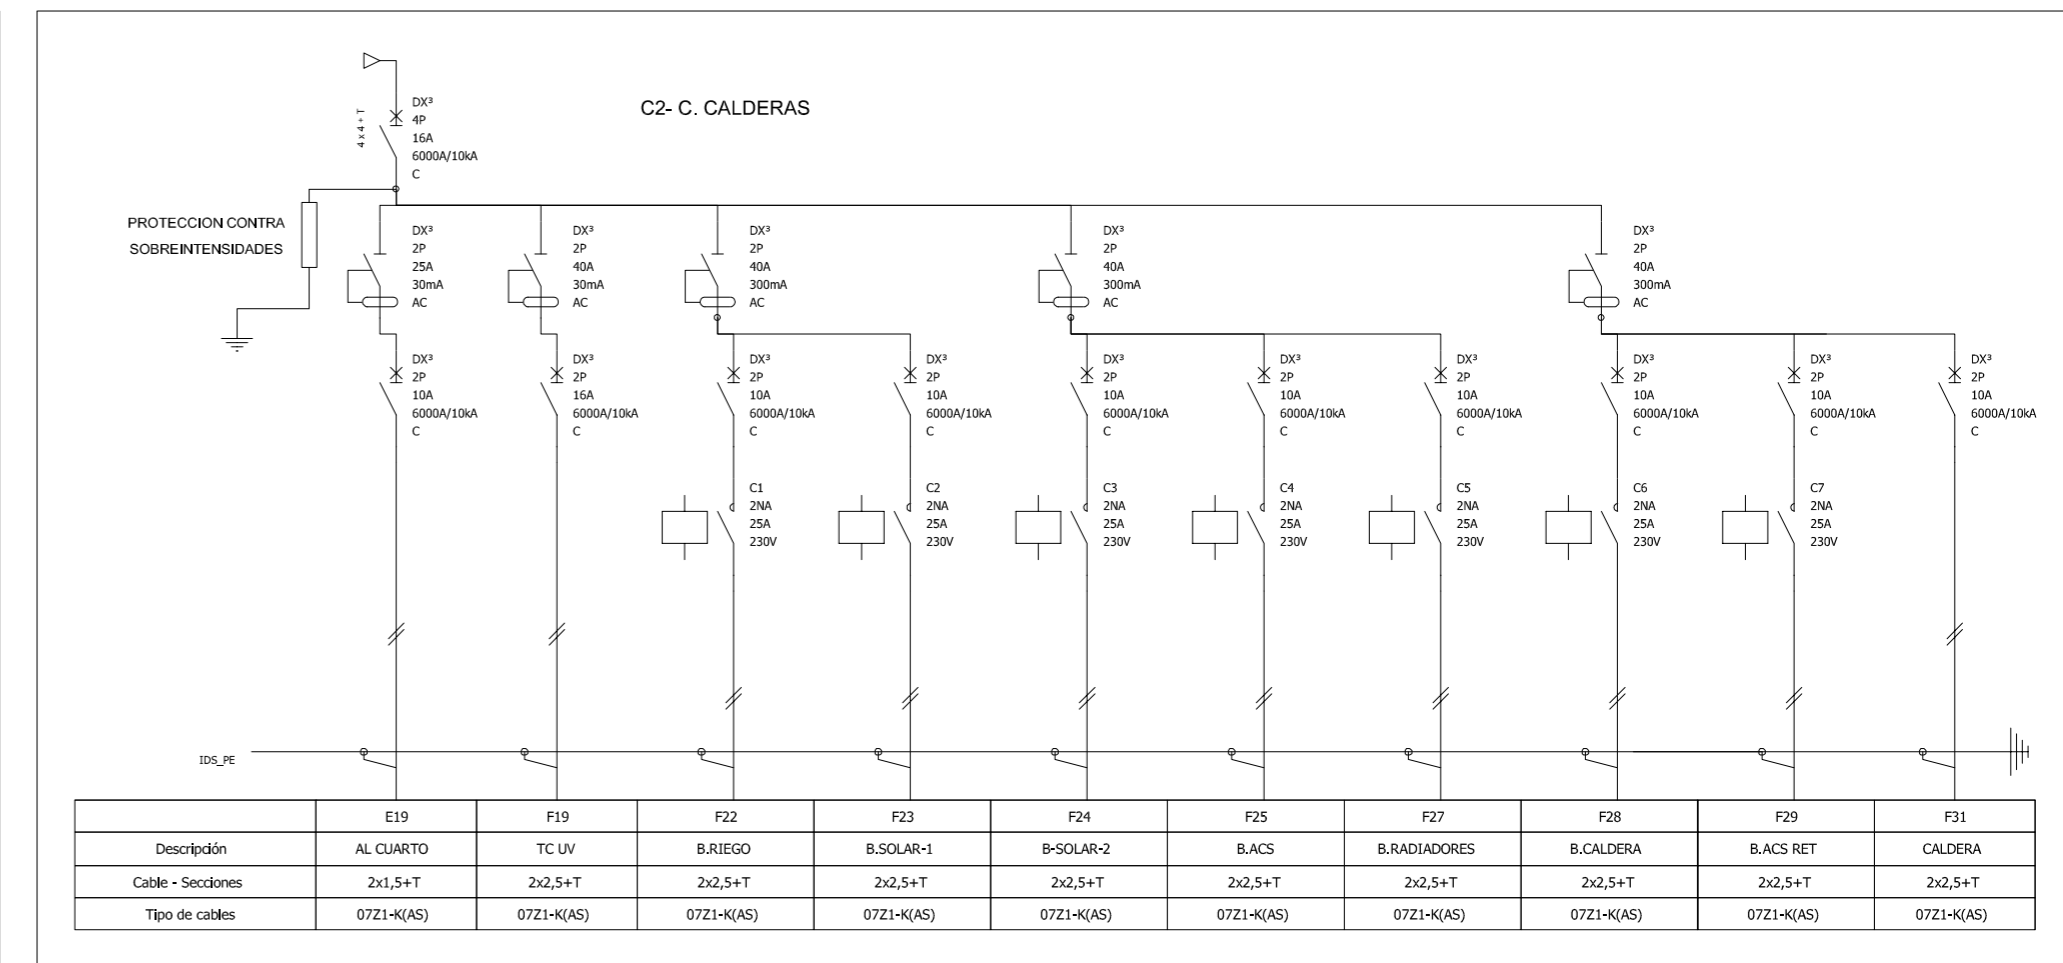 C2- C. CALDERAS
4 x 4 + T
DX³
4P
16A
6000A/10kA
C
PROTECCION CONTRA
SOBREINTENSIDADES
DX³
2P
25A
30mA
AC
DX³
2P
40A
30mA
AC
DX³
2P
40A
300mA
AC
DX³
2P
40A
300mA
AC
DX³
2P
40A
300mA
AC
DX³
2P
10A
6000A/10kA
C
DX³
2P
16A
6000A/10kA
C
DX³
2P
10A
6000A/10kA
C
DX³
2P
10A
6000A/10kA
C
DX³
2P
10A
6000A/10kA
C
DX³
2P
10A
6000A/10kA
C
DX³
2P
10A
6000A/10kA
C
DX³
2P
10A
6000A/10kA
C
DX³
2P
10A
6000A/10kA
C
DX³
2P
10A
6000A/10kA
C
C1
2NA
25A
230V
C2
2NA
25A
230V
C3
2NA
25A
230V
C4
2NA
25A
230V
C5
2NA
25A
230V
C6
2NA
25A
230V
C7
2NA
25A
230V
IDS_PE
E19 F19 F22 F23 F24 F25 F27 F28 F29 F31
Descripción AL CUARTO TC UV B.RIEGO B.SOLAR-1 B-SOLAR-2 B.ACS B.RADIADORES B.CALDERA B.ACS RET CALDERA
Cable - Secciones 2x1,5+T 2x2,5+T 2x2,5+T 2x2,5+T 2x2,5+T 2x2,5+T 2x2,5+T 2x2,5+T 2x2,5+T 2x2,5+T
Tipo de cables 07Z1-K(AS) 07Z1-K(AS) 07Z1-K(AS) 07Z1-K(AS) 07Z1-K(AS) 07Z1-K(AS) 07Z1-K(AS) 07Z1-K(AS) 07Z1-K(AS) 07Z1-K(AS)